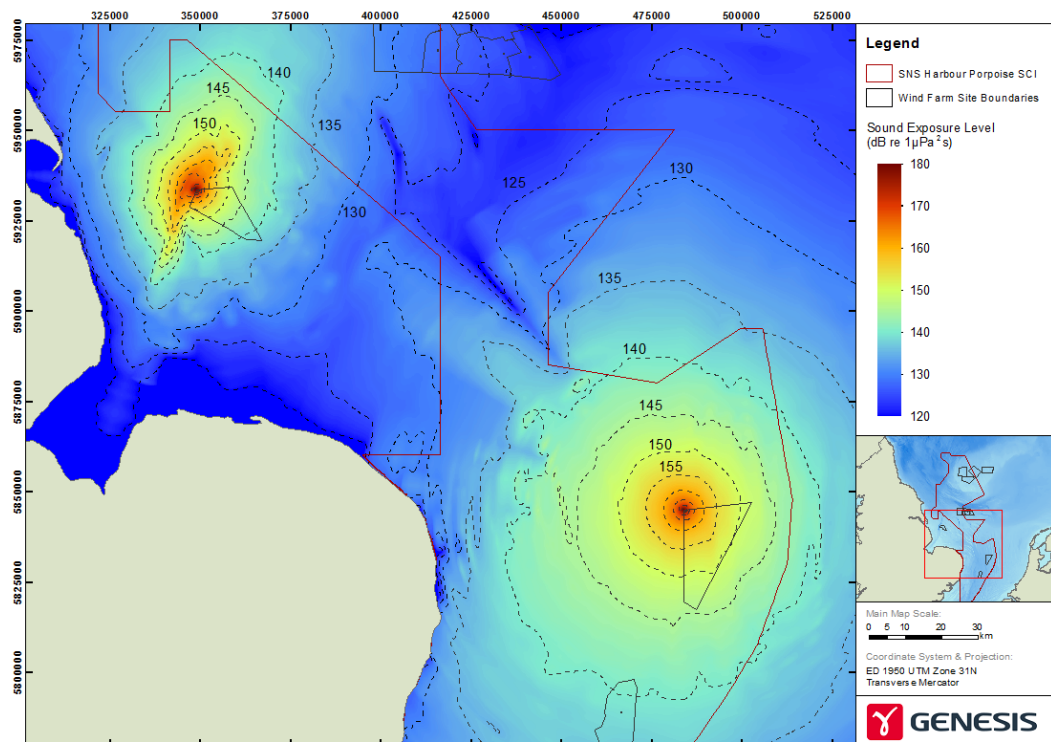 325000 350000 375000 400000 425000 450000 475000 500000 525000
5975000
5950000
5925000
5900000
5875000
5850000
5825000
5800000
140
145
135
150
130
125
130
135
140
145
150
155
Legend
SNS Harbour Porpoise SCI
Wind Farm Site Boundaries
Sound Exposure Level
(dB re 1µPa²s)
180
170
160
150
140
130
120
Main Map Scale:
0 5 10 20 30
km
Coordinate System & Projection:
ED 1950 UTM Zone 31N
Transverse Mercator
GENESIS